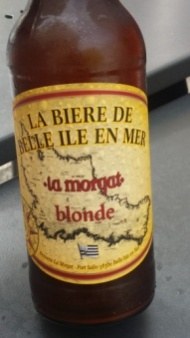 LA BIERE DE
BELLE ILE EN MER
la morgat
blonde